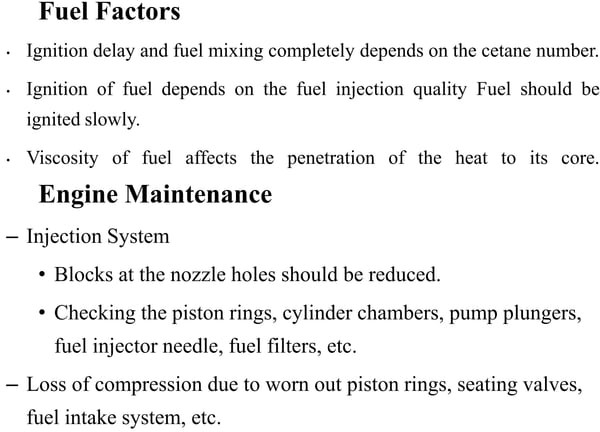 Fuel Factors
· Ignition delay and fuel mixing completely depends on the cetane number.
· Ignition of fuel depends on the fuel injection quality Fuel should be
ignited slowly.
· Viscosity of fuel affects the penetration of the heat to its core.
Engine Maintenance
– Injection System
• Blocks at the nozzle holes should be reduced.
• Checking the piston rings, cylinder chambers, pump plungers,
fuel injector needle, fuel filters, etc.
– Loss of compression due to worn out piston rings, seating valves,
fuel intake system, etc.